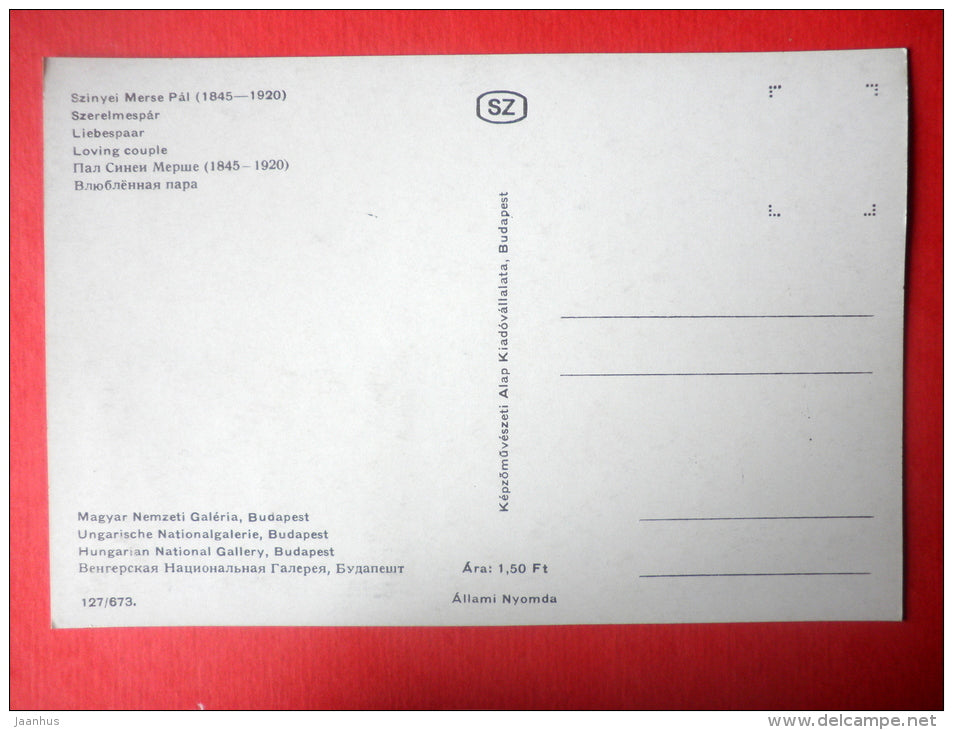 Szinyei Merse Pál (1845—1920)
Szerelmespár
Liebespaar
Loving couple
Пал Синеи Мерше (1845–1920)
Влюблённая пара
SZ
Képzőművészeti Alap Kiadóvállalata, Budapest
Magyar Nemzeti Galéria, Budapest
Ungarische Nationalgalerie, Budapest
Hungarian National Gallery, Budapest
Венгерская Национальная Галерея, Будапешт
Ára: 1,50 Ft
127/673.
Állami Nyomda
jaanhus
www.delcampe.net